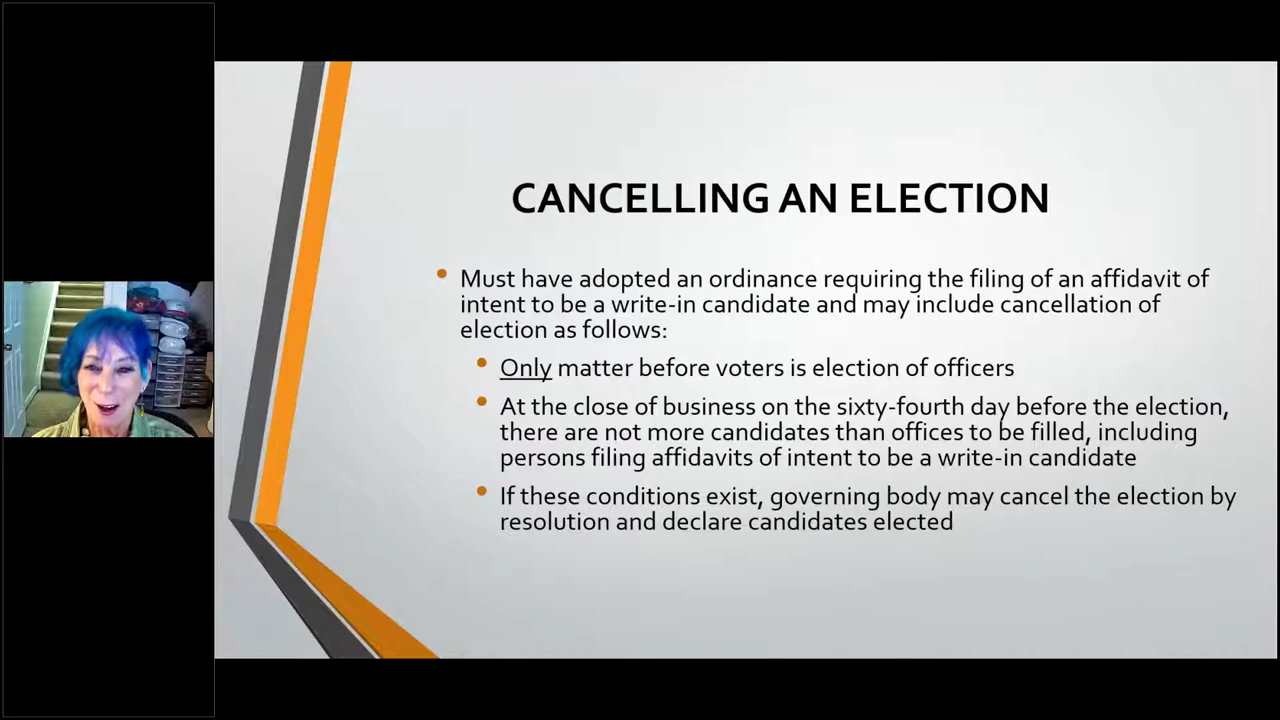 CANCELLING AN ELECTION
• Must have adopted an ordinance requiring the filing of an affidavit of
intent to be a write-in candidate and may include cancellation of
election as follows:
• Only matter before voters is election of officers
• At the close of business on the sixty-fourth day before the election,
there are not more candidates than offices to be filled, including
persons filing affidavits of intent to be a write-in candidate
• If these conditions exist, governing body may cancel the election by
resolution and declare candidates elected